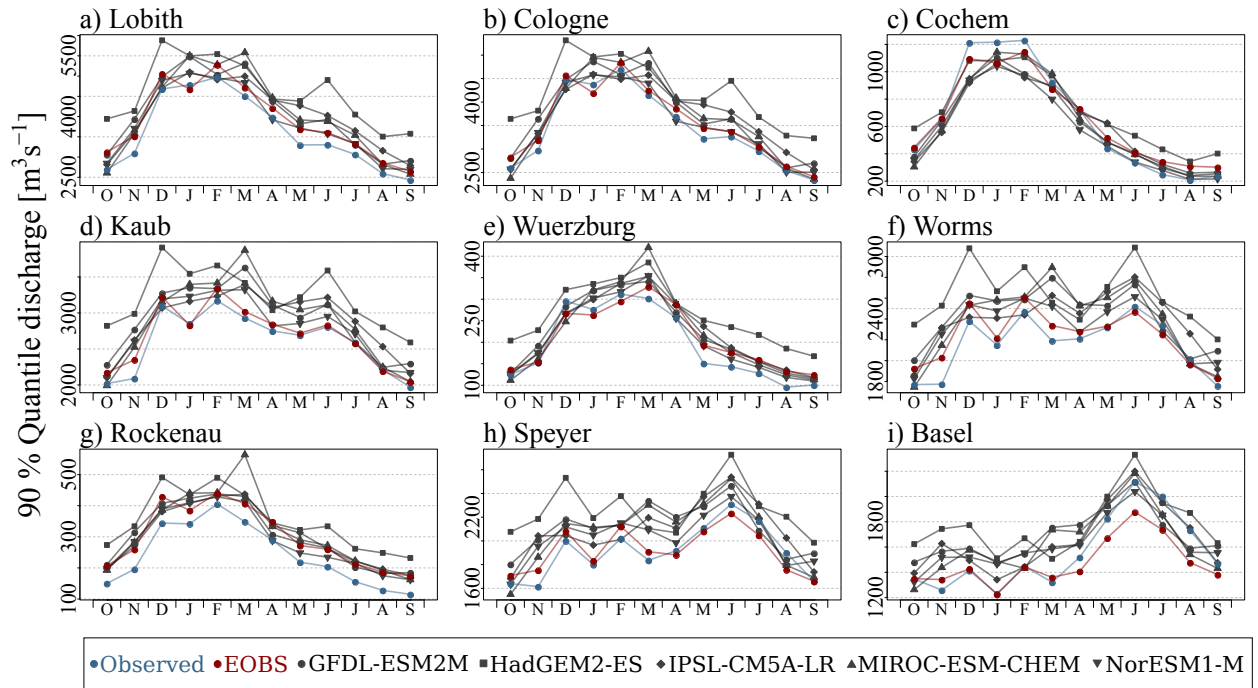 a) Lobith
b) Cologne
c) Cochem
5500
4000
2500
O N D J F M A M J J A S
4000
2500
O N D J F M A M J J A S
1000
600
200
O N D J F M A M J J A S
90 % Quantile discharge [m³ s⁻¹]
d) Kaub
e) Wuerzburg
f) Worms
3000
2000
O N D J F M A M J J A S
400
250
100
O N D J F M A M J J A S
3000
2400
1800
O N D J F M A M J J A S
g) Rockenau
h) Speyer
i) Basel
500
300
100
O N D J F M A M J J A S
2200
1600
O N D J F M A M J J A S
1800
1200
O N D J F M A M J J A S
Observed EOBS GFDL-ESM2M HadGEM2-ES IPSL-CM5A-LR MIROC-ESM-CHEM NorESM1-M